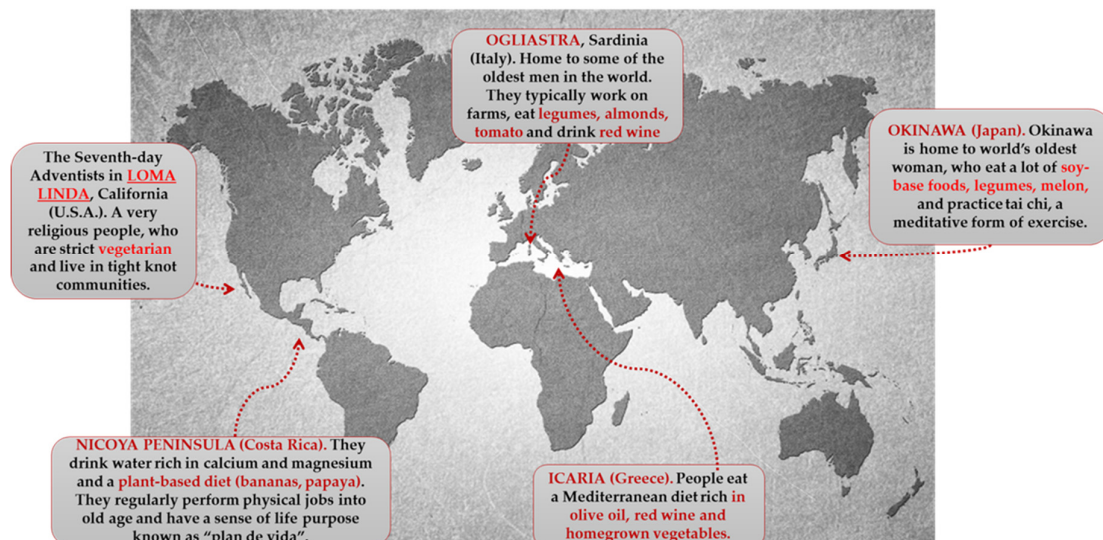 OGLIASTRA, Sardinia
(Italy). Home to some of the
oldest men in the world.
They typically work on
farms, eat legumes, almonds,
tomato and drink red wine
OKINAWA (Japan). Okinawa
is home to world's oldest
woman, who eat a lot of soy-
base foods, legumes, melon,
and practice tai chi, a
meditative form of exercise.
The Seventh-day
Adventists in LOMA
LINDA, California
(U.S.A.). A very
religious people, who
are strict vegetarian
and live in tight knot
communities.
NICOYA PENINSULA (Costa Rica). They
drink water rich in calcium and magnesium
and a plant-based diet (bananas, papaya).
They regularly perform physical jobs into
old age and have a sense of life purpose
known as “plan de vida”.
ICARIA (Greece). People eat
a Mediterranean diet rich in
olive oil, red wine and
homegrown vegetables.